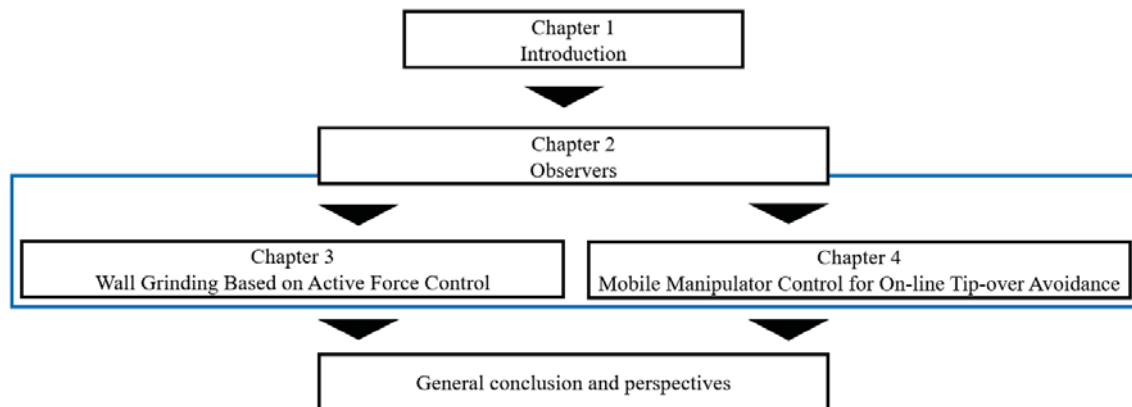 Chapter 1
Introduction
Chapter 2
Observers
Chapter 3
Wall Grinding Based on Active Force Control
Chapter 4
Mobile Manipulator Control for On-line Tip-over Avoidance
General conclusion and perspectives